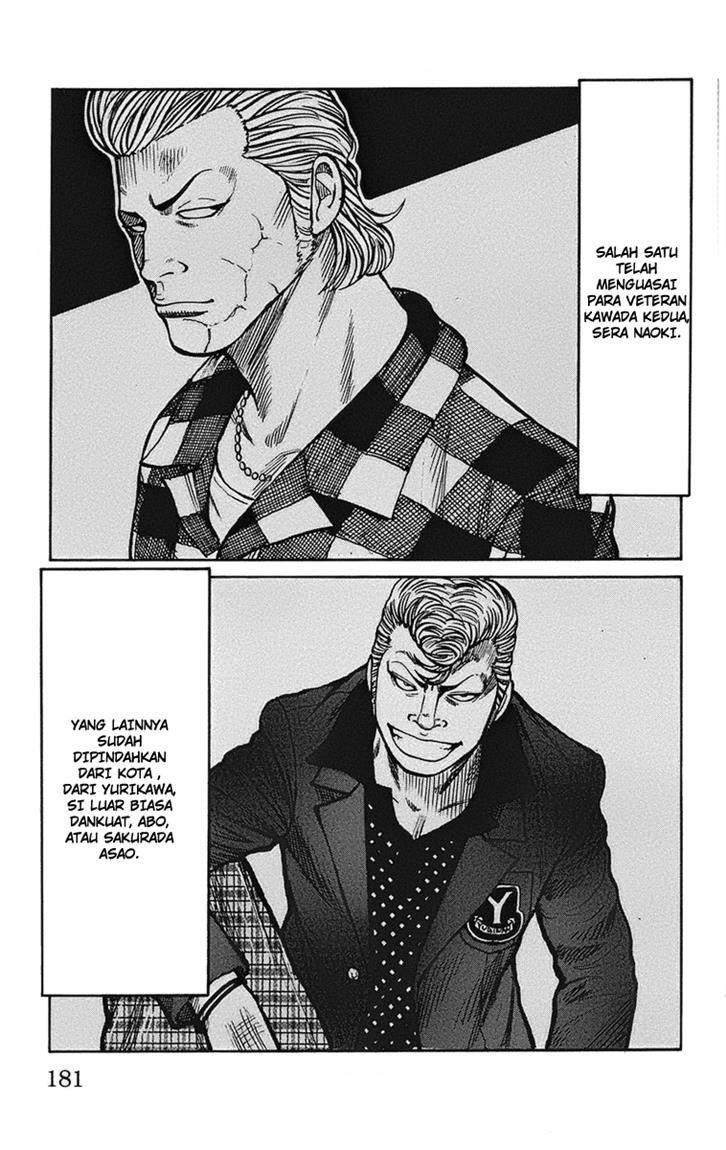 SALAH SATU
TELAH
MENGUASAI
PARA VETERAN
KAWADA KEDUA,
SERA NAOKI.
YANG LAINNYA
SUDAH
DIPINDAHKAN
DARI KOTA ,
DARI YURIKAWA,
SI LUAR BIASA
DANKUAT, ABO,
ATAU SAKURADA
ASAO.
Y
181